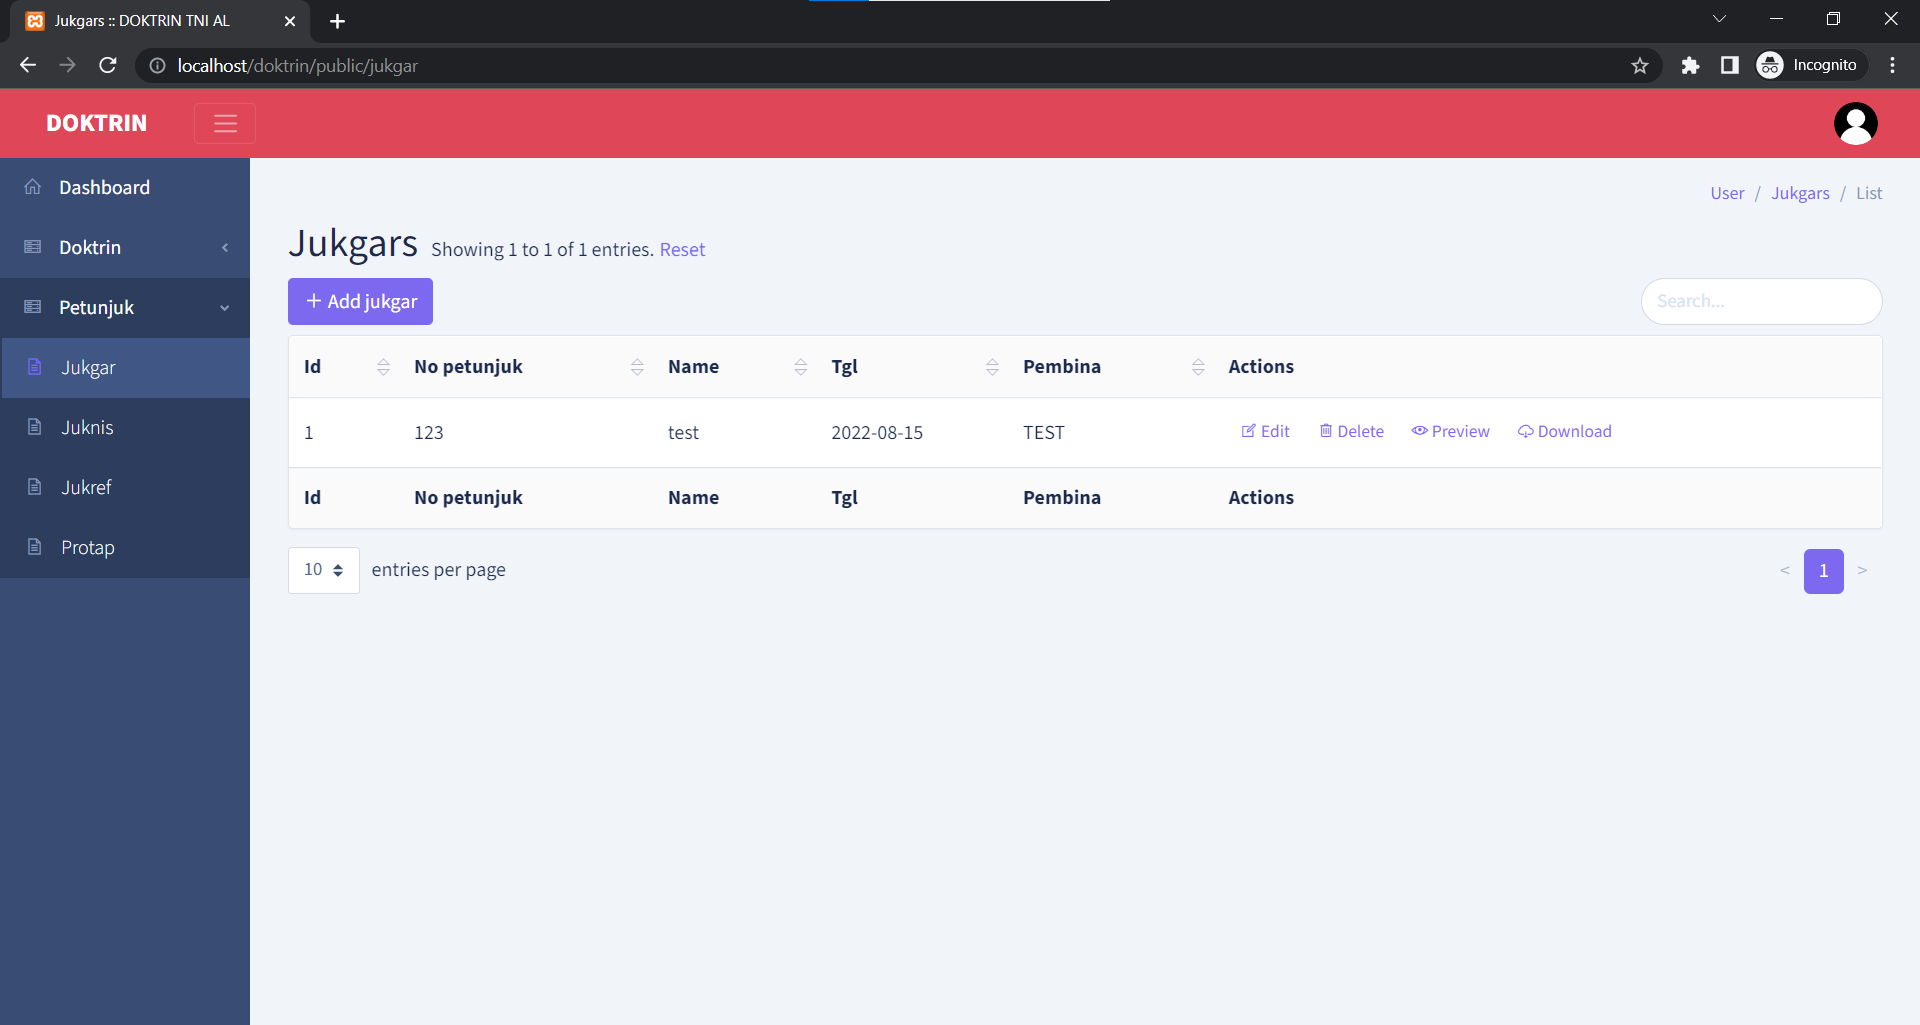 Jukgars :: DOKTRIN TNI AL
localhost/doktrin/public/jukgar
Incognito
DOKTRIN
Dashboard
Doktrin
Petunjuk
Jukgar
Juknis
Jukref
Protap
User / Jukgars / List
Jukgars Showing 1 to 1 of 1 entries. Reset
+ Add jukgar
Search...
Id No petunjuk Name Tgl Pembina Actions
1 123 test 2022-08-15 TEST Edit Delete Preview Download
Id No petunjuk Name Tgl Pembina Actions
10 entries per page
< 1 >